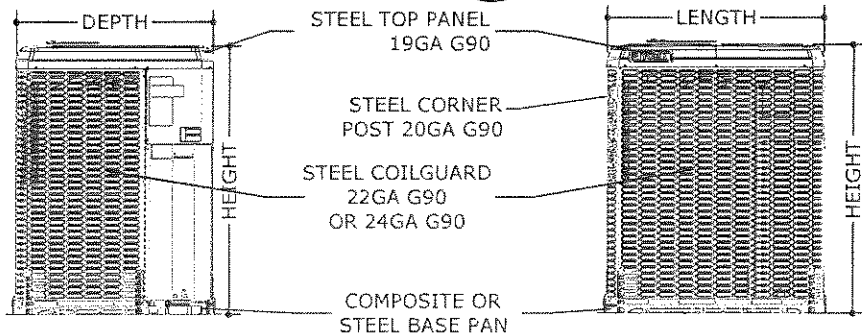 DEPTH
STEEL TOP PANEL
19GA G90
LENGTH
STEEL CORNER
POST 20GA G90
STEEL COILGUARD
22GA G90
OR 24GA G90
HEIGHT
HEIGHT
COMPOSITE OR
STEEL BASE PAN